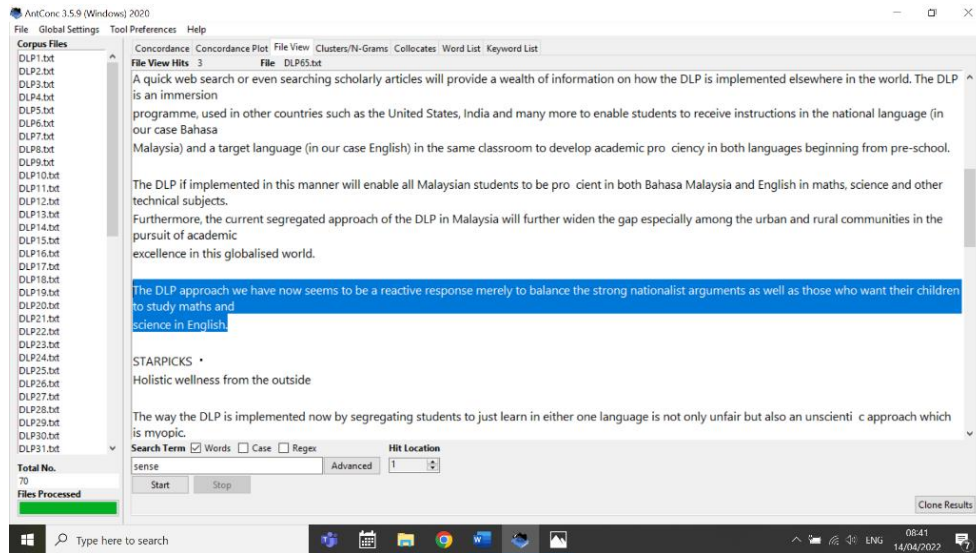 AntConc 3.5.9 (Windows) 2020
File Global Settings Tool Preferences Help
Corpus Files
DLP1.txt
DLP2.txt
DLP3.txt
DLP4.txt
DLP5.txt
DLP6.txt
DLP7.txt
DLP8.txt
DLP9.txt
DLP10.txt
DLP11.txt
DLP12.txt
DLP13.txt
DLP14.txt
DLP15.txt
DLP16.txt
DLP17.txt
DLP18.txt
DLP19.txt
DLP20.txt
DLP21.txt
DLP22.txt
DLP23.txt
DLP24.txt
DLP25.txt
DLP26.txt
DLP27.txt
DLP28.txt
DLP29.txt
DLP30.txt
DLP31.txt
Total No.
70
Files Processed
Concordance Concordance Plot File View Clusters/N-Grams Collocates Word List Keyword List
File View Hits 3 File DLP65.txt
A quick web search or even searching scholarly articles will provide a wealth of information on how the DLP is implemented elsewhere in the world. The DLP
is an immersion
programme, used in other countries such as the United States, India and many more to enable students to receive instructions in the national language (in
our case Bahasa
Malaysia) and a target language (in our case English) in the same classroom to develop academic pro ciency in both languages beginning from pre-school.
The DLP if implemented in this manner will enable all Malaysian students to be pro cient in both Bahasa Malaysia and English in maths, science and other
technical subjects.
Furthermore, the current segregated approach of the DLP in Malaysia will further widen the gap especially among the urban and rural communities in the
pursuit of academic
excellence in this globalised world.
The DLP approach we have now seems to be a reactive response merely to balance the strong nationalist arguments as well as those who want their children
to study maths and
science in English.
STARPICKS •
Holistic wellness from the outside
The way the DLP is implemented now by segregating students to just learn in either one language is not only unfair but also an unscienti c approach which
is myopic.
Search Term Words Case Regex Hit Location
sense Advanced 1
Start Stop
Clone Results
Type here to search
ENG
08:41
14/04/2022